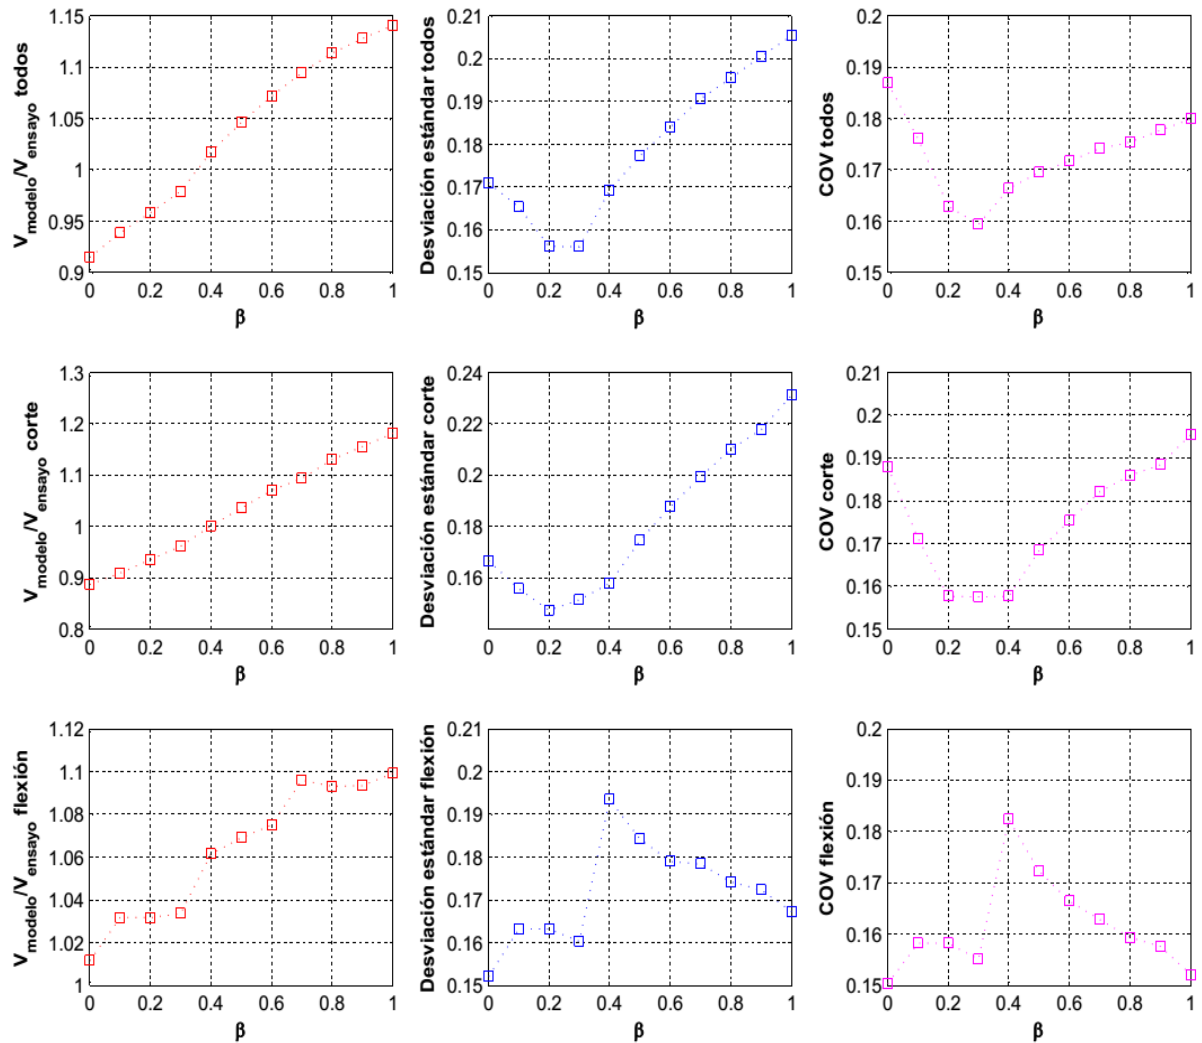 V_modelo/V_ensayo todos
1.15
1.1
1.05
1
0.95
0.9
0 0.2 0.4 0.6 0.8 1
β
Desviación estándar todos
0.21
0.2
0.19
0.18
0.17
0.16
0.15
0 0.2 0.4 0.6 0.8 1
β
COV todos
0.2
0.19
0.18
0.17
0.16
0.15
0 0.2 0.4 0.6 0.8 1
β
V_modelo/V_ensayo corte
1.3
1.2
1.1
1
0.9
0.8
0 0.2 0.4 0.6 0.8 1
β
Desviación estándar corte
0.24
0.22
0.2
0.18
0.16
0 0.2 0.4 0.6 0.8 1
β
COV corte
0.21
0.2
0.19
0.18
0.17
0.16
0.15
0 0.2 0.4 0.6 0.8 1
β
V_modelo/V_ensayo flexión
1.12
1.1
1.08
1.06
1.04
1.02
1
0 0.2 0.4 0.6 0.8 1
β
Desviación estándar flexión
0.21
0.2
0.19
0.18
0.17
0.16
0.15
0 0.2 0.4 0.6 0.8 1
β
COV flexión
0.2
0.19
0.18
0.17
0.16
0.15
0 0.2 0.4 0.6 0.8 1
β